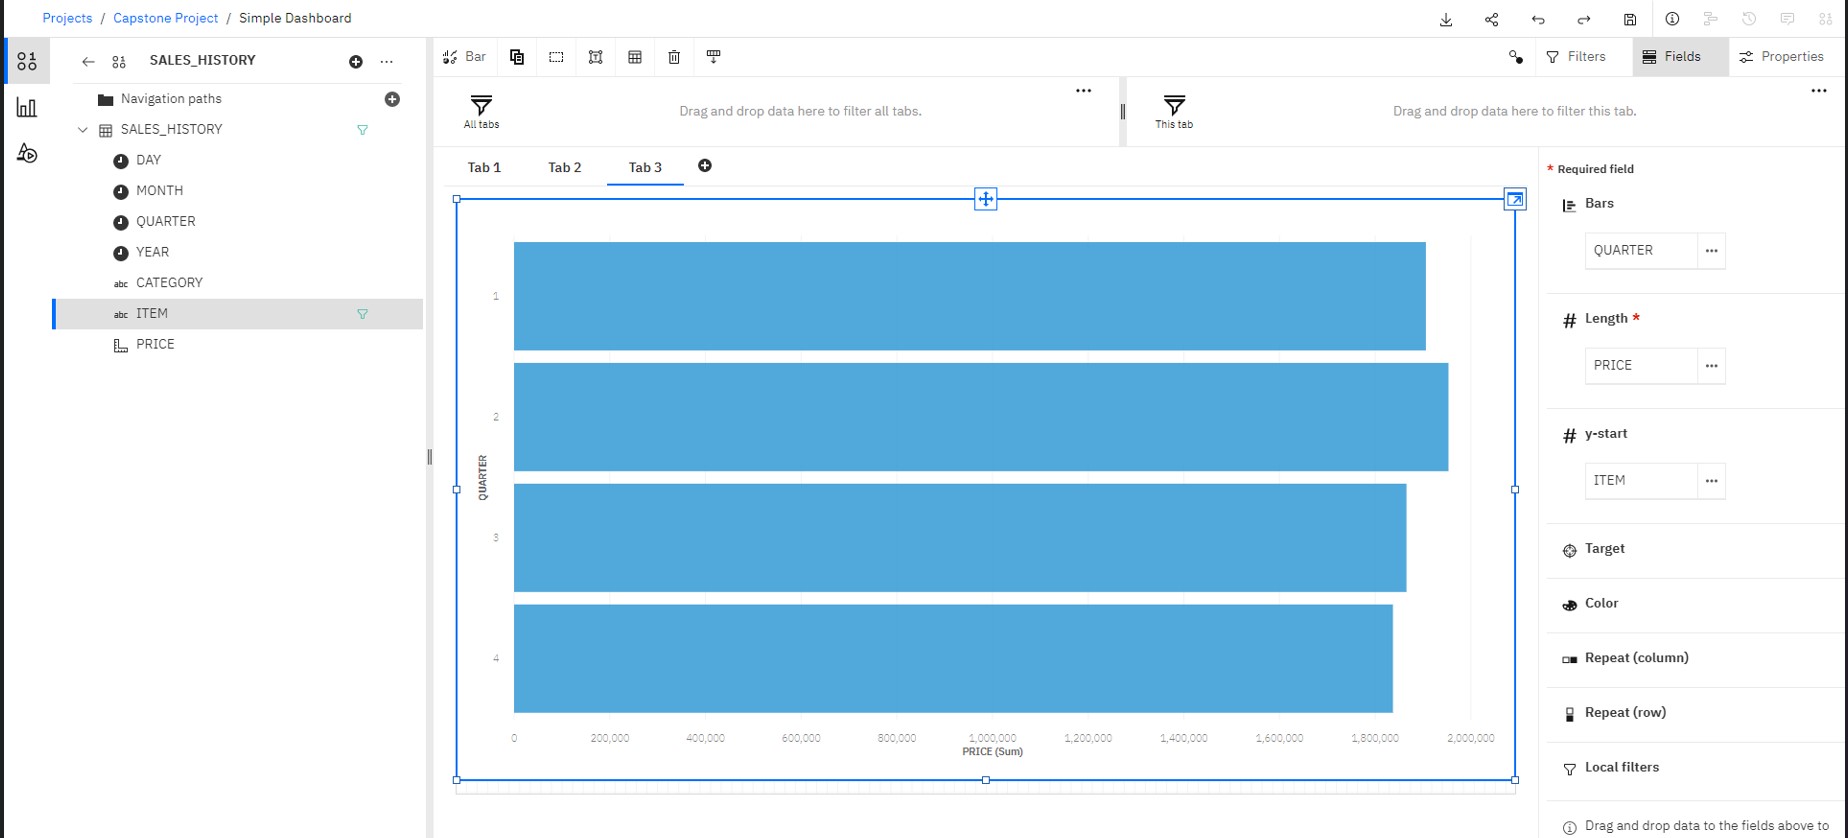 Projects / Capstone Project / Simple Dashboard
SALES_HISTORY
Navigation paths
SALES_HISTORY
DAY
MONTH
QUARTER
YEAR
abc CATEGORY
abc ITEM
PRICE
Bar
Filters
Fields
Properties
All tabs
Drag and drop data here to filter all tabs.
This tab
Drag and drop data here to filter this tab.
Tab 1
Tab 2
Tab 3
QUARTER
1
2
3
4
0
200,000
400,000
600,000
800,000
1,000,000
1,200,000
1,400,000
1,600,000
1,800,000
2,000,000
PRICE (Sum)
* Required field
Bars
QUARTER
# Length *
PRICE
# y-start
ITEM
Target
Color
Repeat (column)
Repeat (row)
Local filters
Drag and drop data to the fields above to